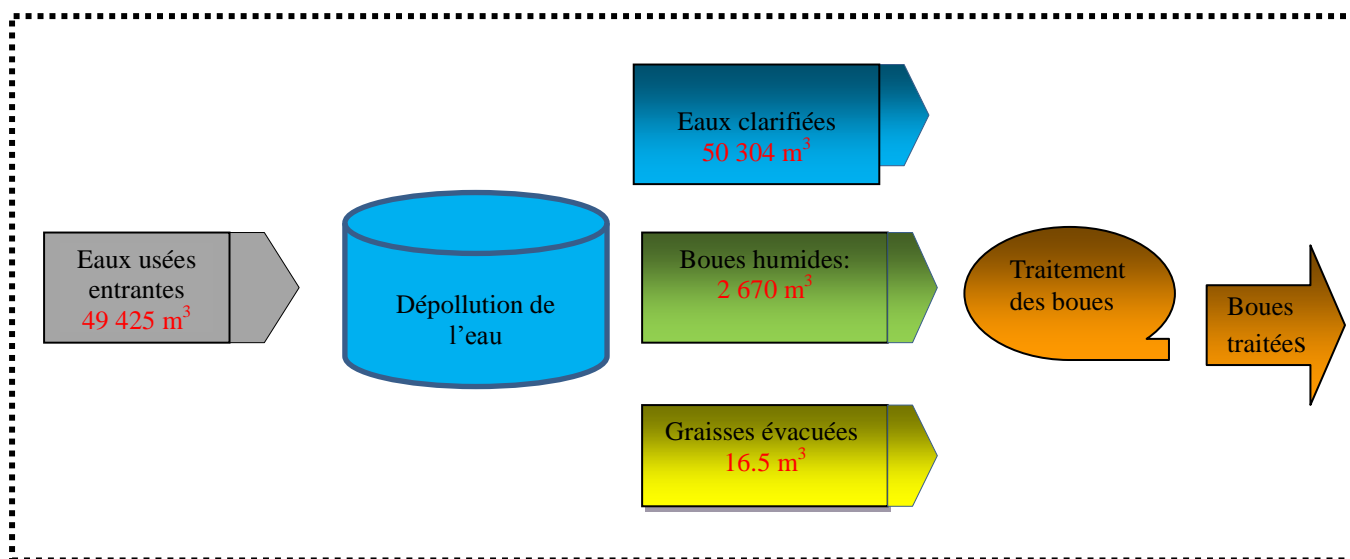 Eaux clarifiées
50 304 m³
Eaux usées
entrantes
49 425 m³
Dépollution de
l’eau
Boues humides:
2 670 m³
Traitement
des boues
Boues
traitées
Graisses évacuées
16.5 m³